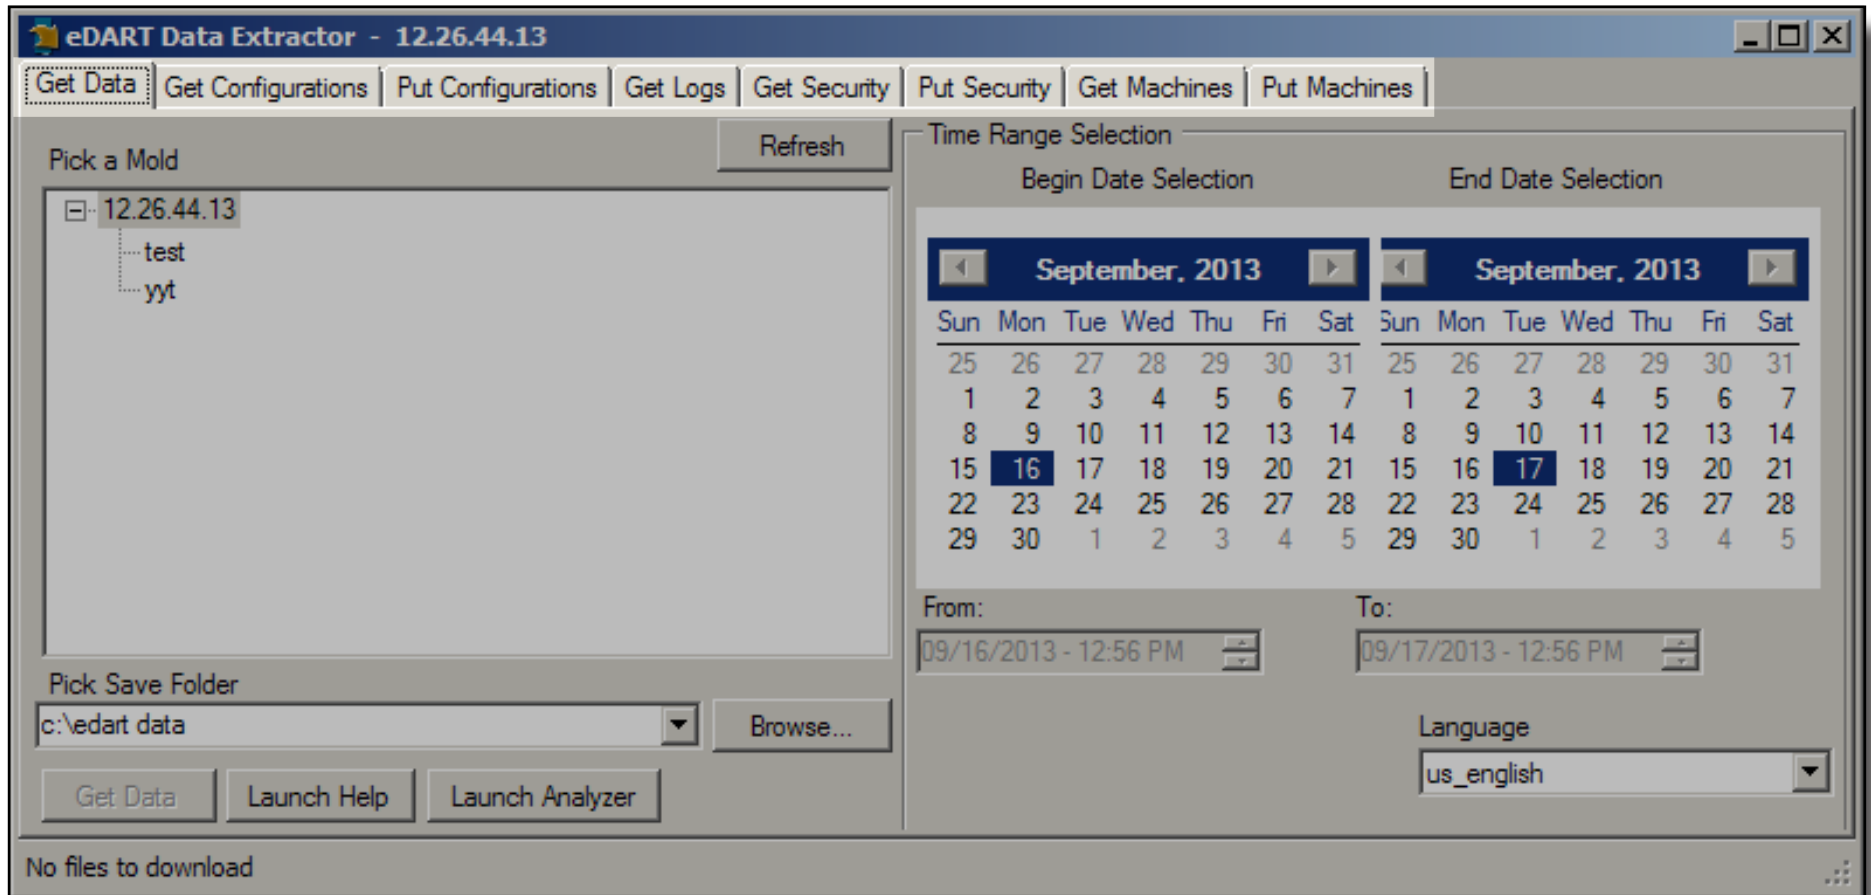 eDART Data Extractor - 12.26.44.13
Get Data Get Configurations Put Configurations Get Logs Get Security Put Security Get Machines Put Machines
Pick a Mold
Refresh
12.26.44.13
test
yyt
Pick Save Folder
c:\edart data
Browse...
Get Data Launch Help Launch Analyzer
Time Range Selection
Begin Date Selection
September, 2013
Sun Mon Tue Wed Thu Fri Sat
25 26 27 28 29 30 31
1 2 3 4 5 6 7
8 9 10 11 12 13 14
15 16 17 18 19 20 21
22 23 24 25 26 27 28
29 30 1 2 3 4 5
End Date Selection
September, 2013
Sun Mon Tue Wed Thu Fri Sat
25 26 27 28 29 30 31
1 2 3 4 5 6 7
8 9 10 11 12 13 14
15 16 17 18 19 20 21
22 23 24 25 26 27 28
29 30 1 2 3 4 5
From:
09/16/2013 - 12:56 PM
To:
09/17/2013 - 12:56 PM
Language
us_english
No files to download